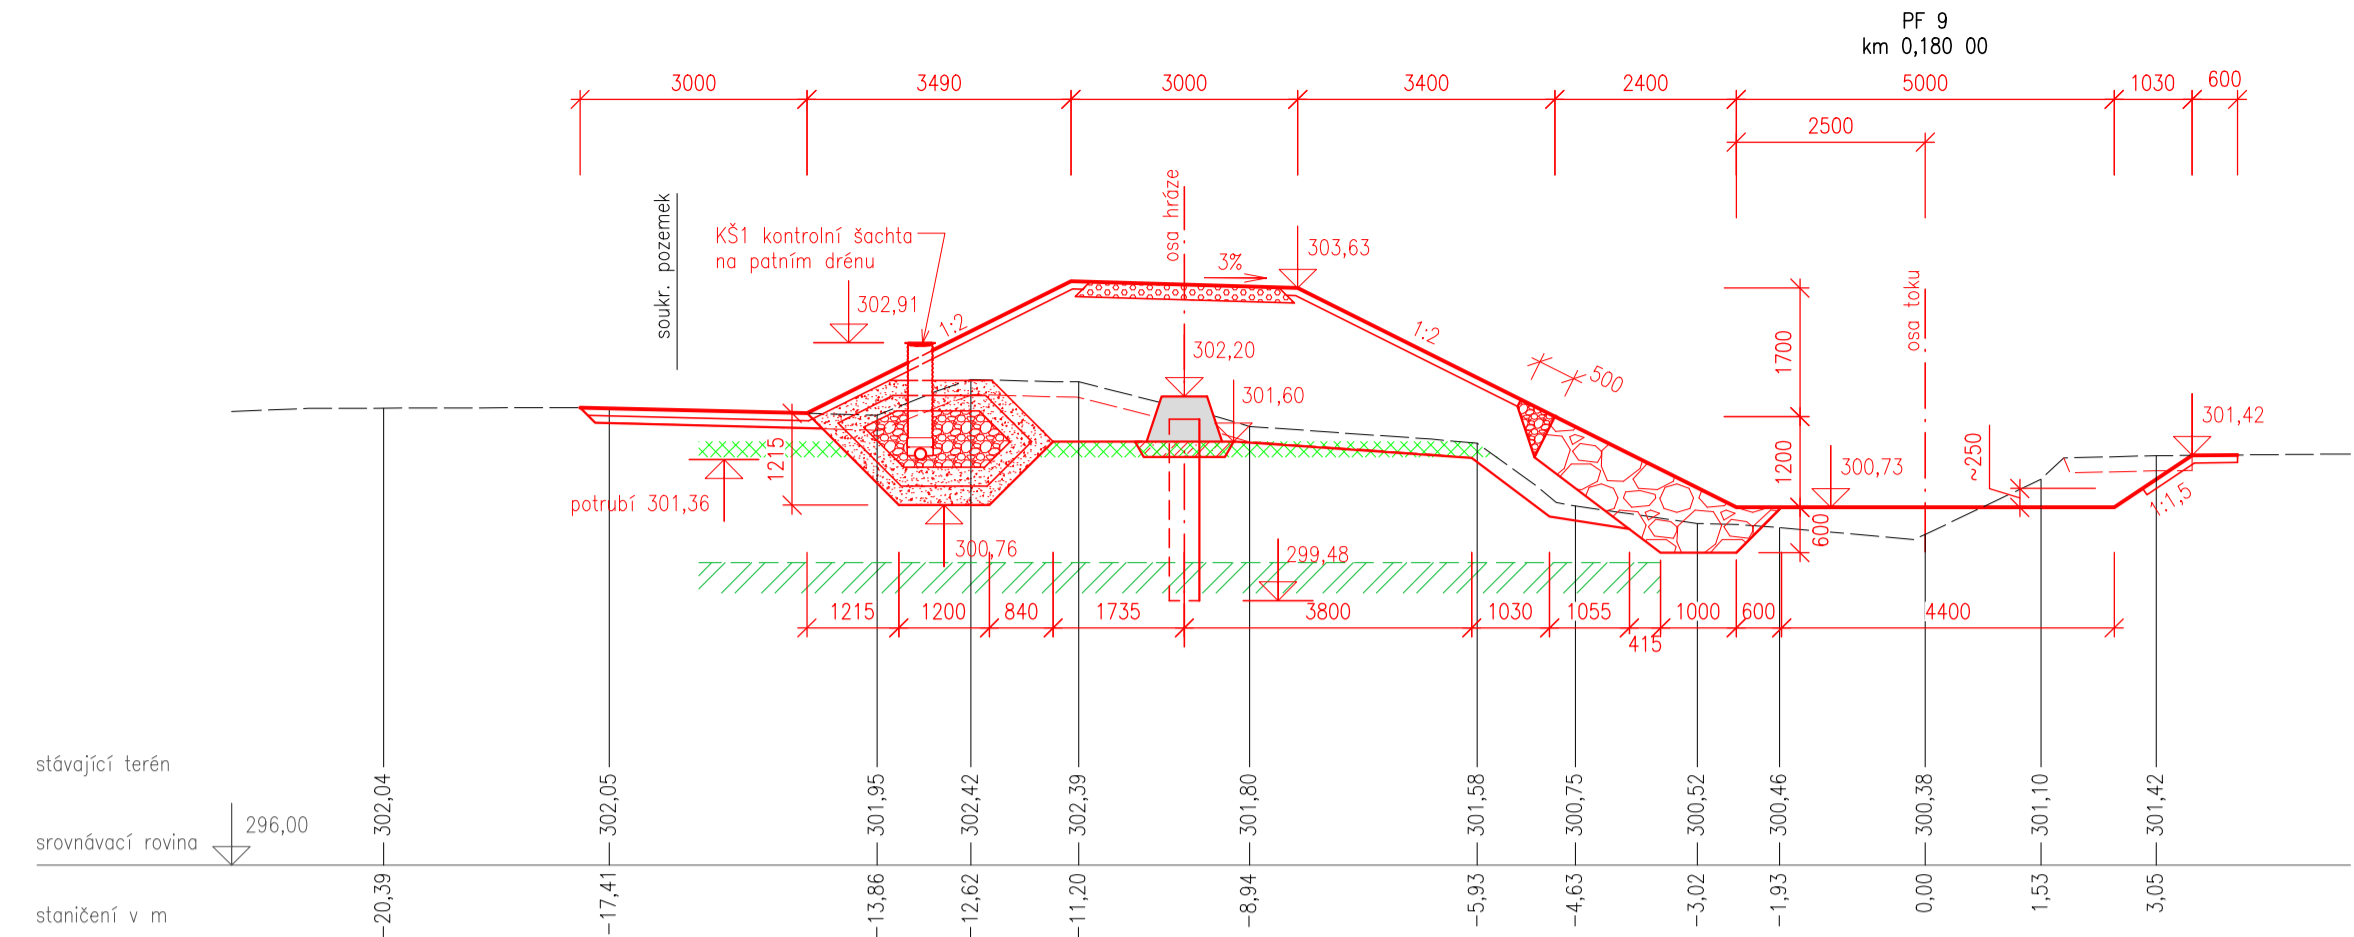 PF 9
km 0,180 00
3000 3490 3000 3400 2400 5000 1030 600
2500
soukr. pozemek
osa hráze
osa toku
KŠ1 kontrolní šachta
na patním drénu
3%
303,63
302,91
1:2
1:2
302,20
301,60
500
1700
1200
600
301,42
300,73
~250
1:1,5
1215
potrubí 301,36
300,76
299,48
1215 1200 840 1735 3800 1030 1055 415 1000 600 4400
stávající terén
302,04 302,05 301,95 302,42 302,39 301,80 301,58 300,75 300,52 300,46 300,38 301,10 301,42
296,00
srovnávací rovina
staničení v m
-20,39 -17,41 -13,86 -12,62 -11,20 -8,94 -5,93 -4,63 -3,02 -1,93 0,00 1,53 3,05